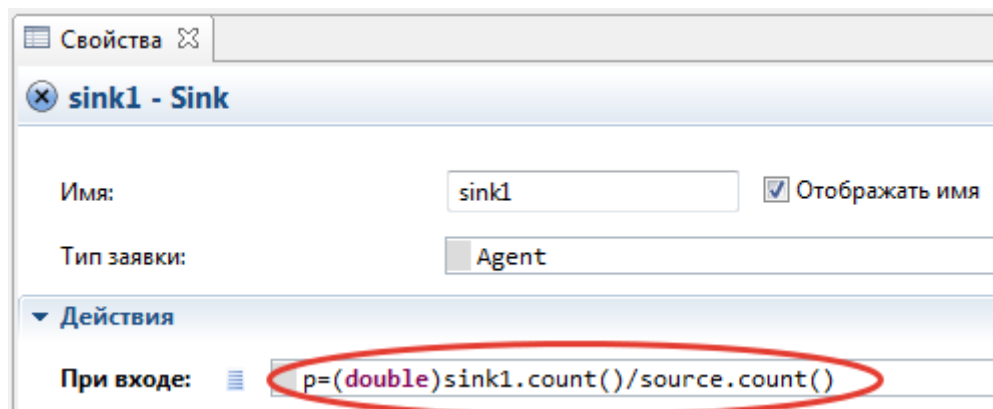 Свойства
sink1 - Sink
Имя: sink1 Отображать имя
Тип заявки: Agent
Действия
При входе: p=(double)sink1.count()/source.count()